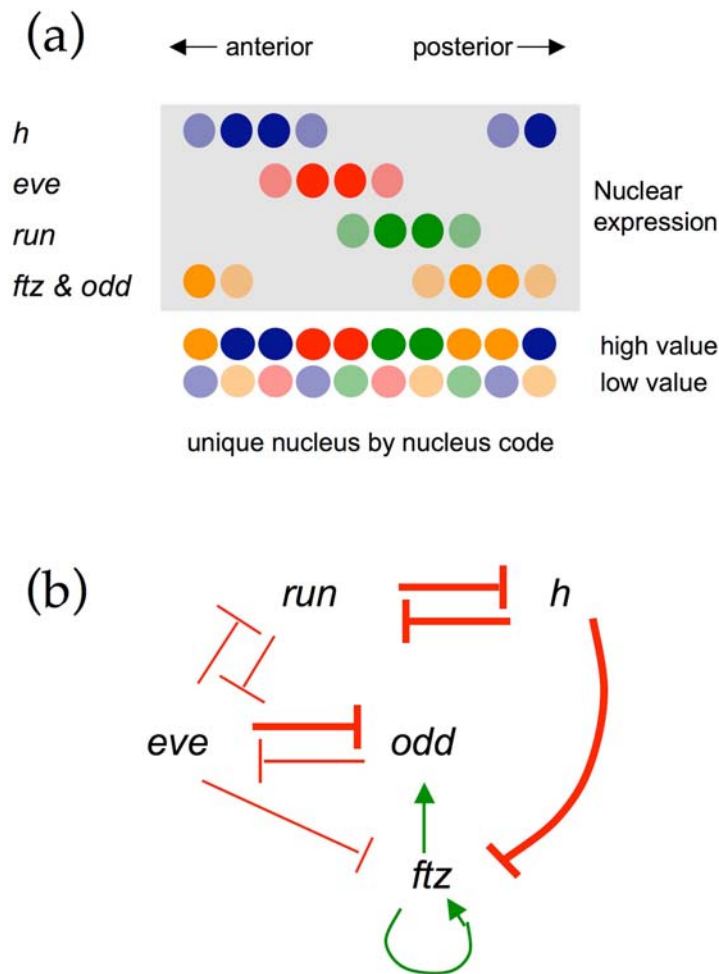 (a)
anterior posterior
h
eve
run
ftz & odd
Nuclear
expression
high value
low value
unique nucleus by nucleus code
(b)
run h
eve odd
ftz